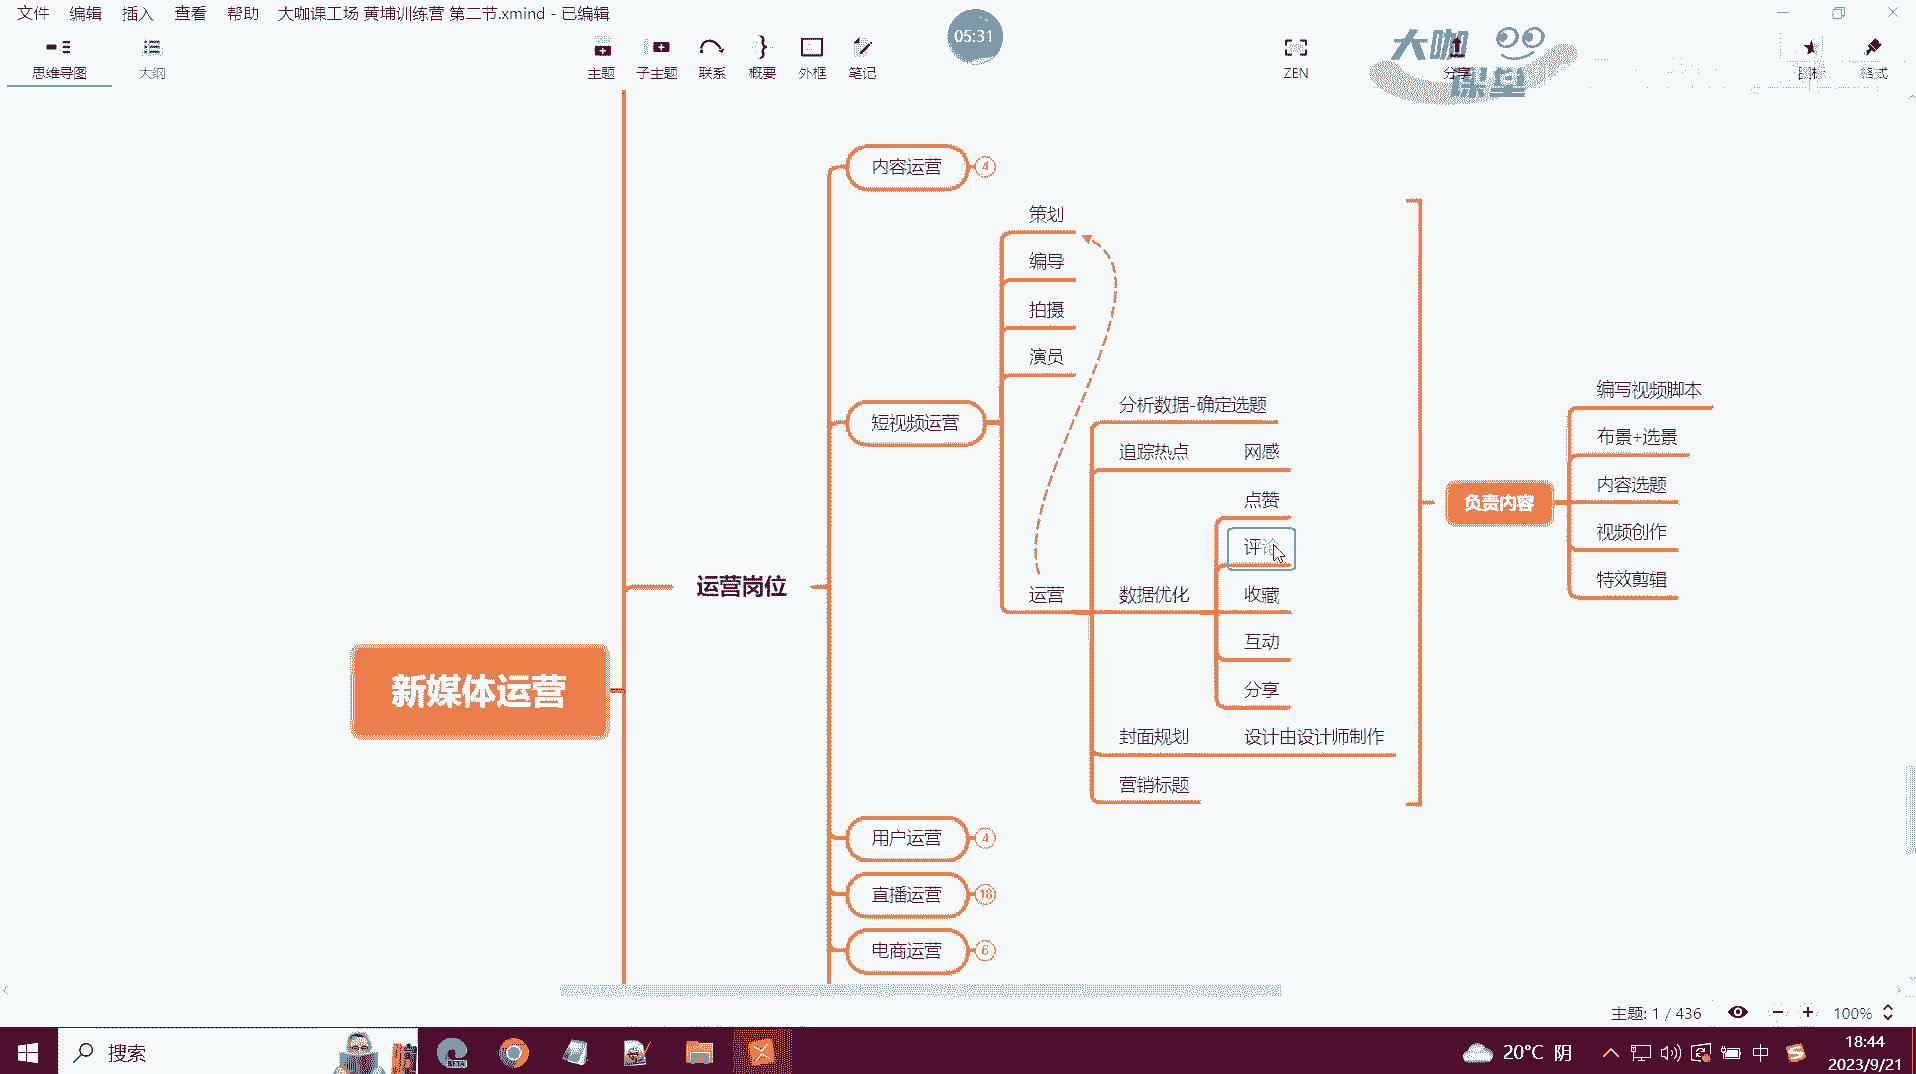 文件 编辑 插入 查看 帮助 大咖课工场 黄埔训练营 第二节.xmind - 已编辑
05:31
思维导图 大纲 主题 子主题 联系 概要 外框 笔记 ZEN 分享 图标 格式
大咖
课堂
内容运营 4
策划
编导
拍摄
演员
短视频运营
分析数据-确定选题
追踪热点 网感
点赞
评论
收藏
互动
分享
运营 数据优化
封面规划 设计由设计师制作
营销标题
负责内容
编写视频脚本
布景+选景
内容选题
视频创作
特效剪辑
运营岗位
新媒体运营
用户运营 4
直播运营 18
电商运营 6
主题: 1 / 436 100%
搜索
BETA
20°C 阴
中
18:44
2023/9/21